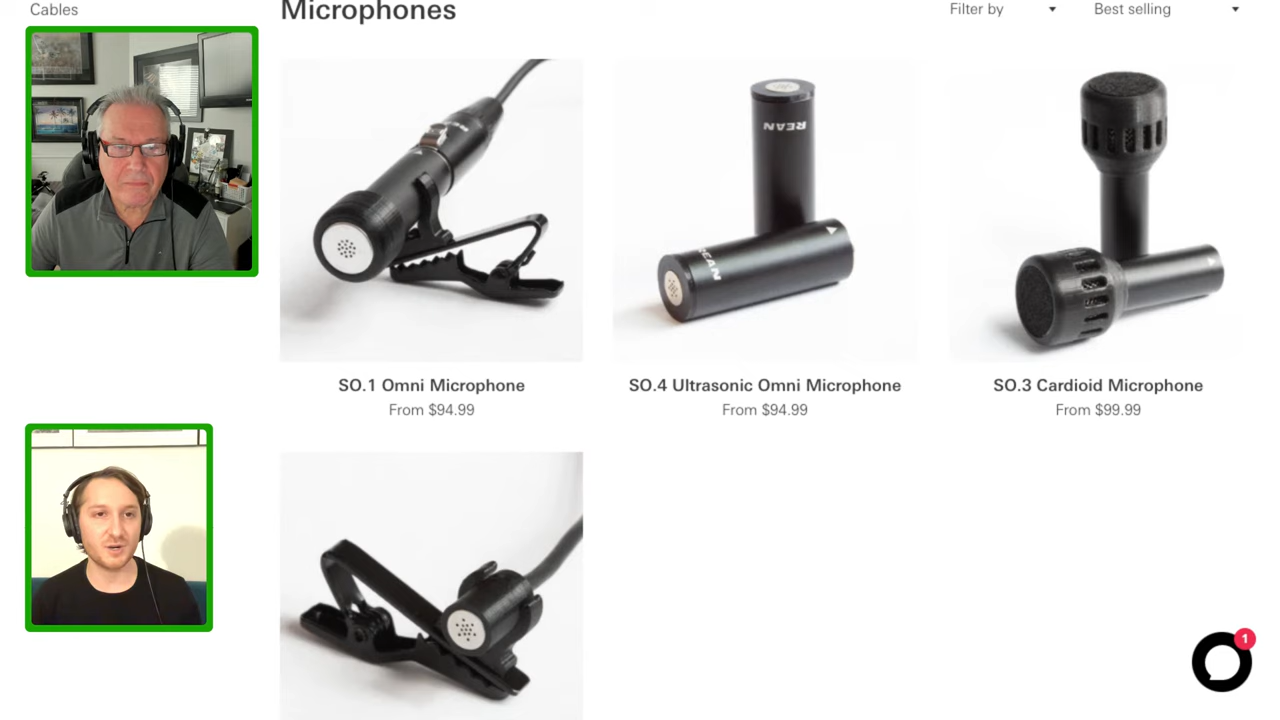 Cables
Microphones
Filter by
Best selling
REAN
REAN
REAN
SO.1 Omni Microphone
From $94.99
SO.4 Ultrasonic Omni Microphone
From $94.99
SO.3 Cardioid Microphone
From $99.99
1